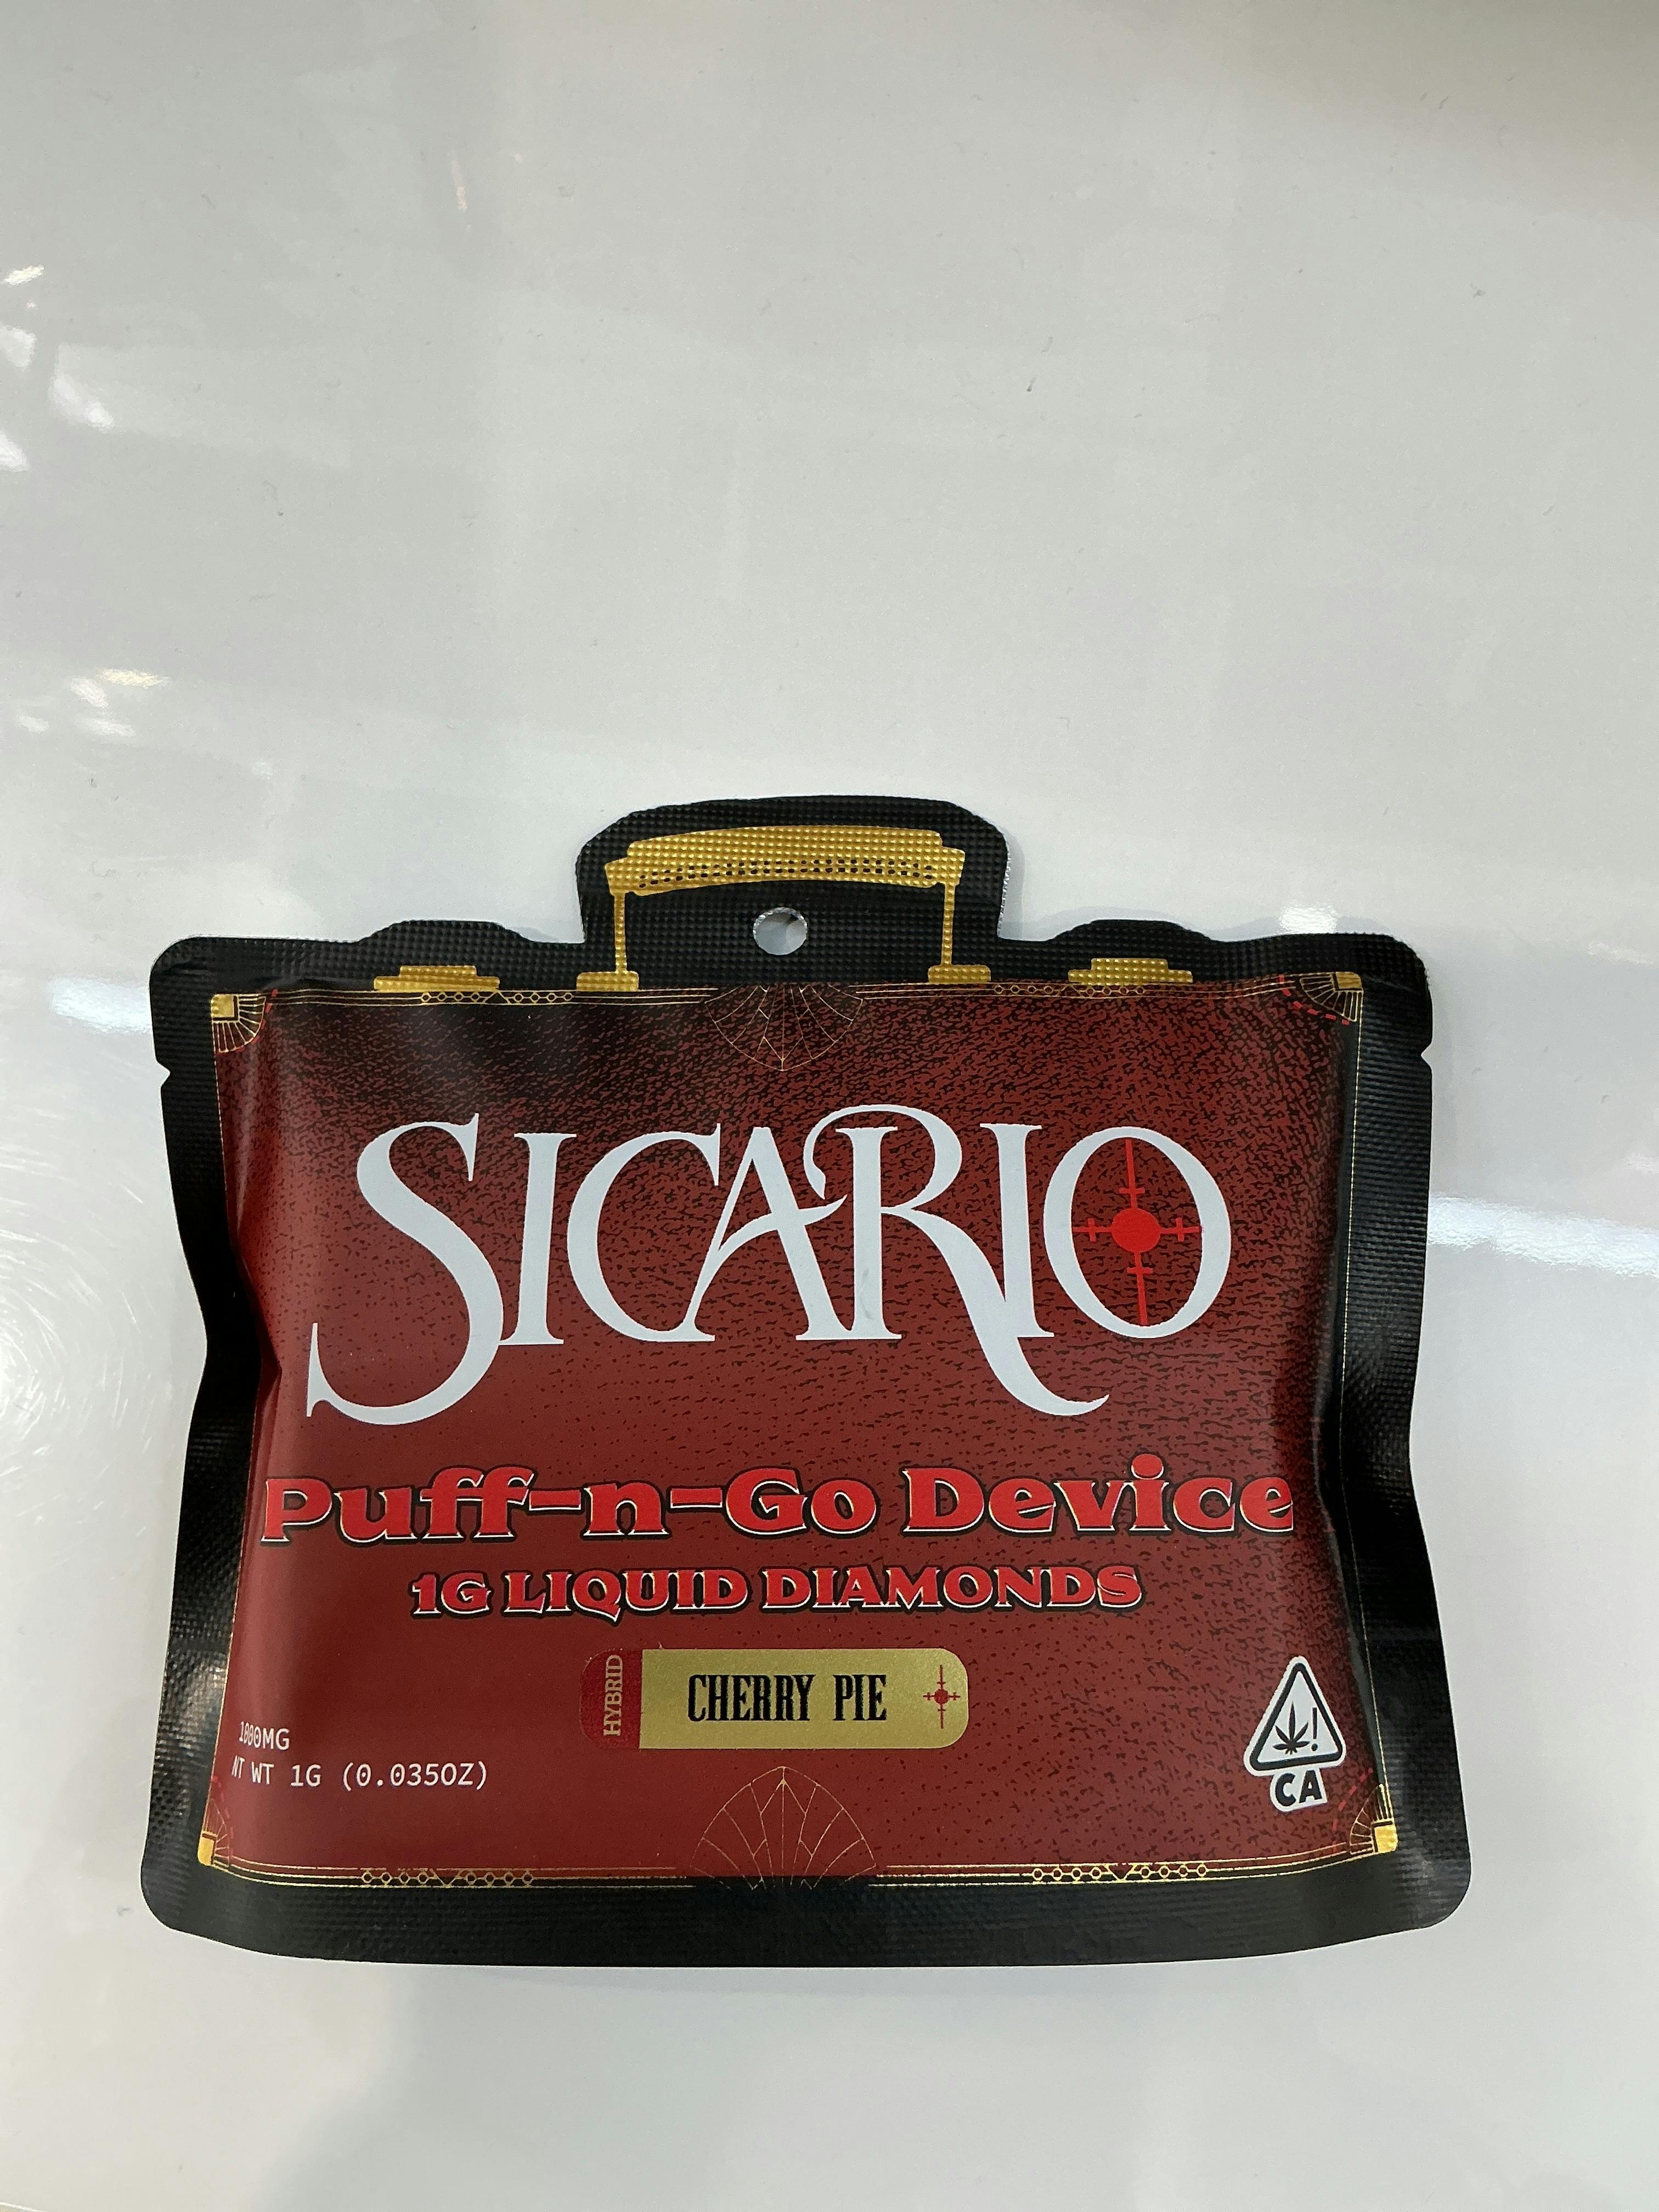 SICARIO
Puff-n-Go Device
1G LIQUID DIAMONDS
HYBRID
CHERRY PIE
1000MG
NT WT 1G (0.035OZ)
!
CA